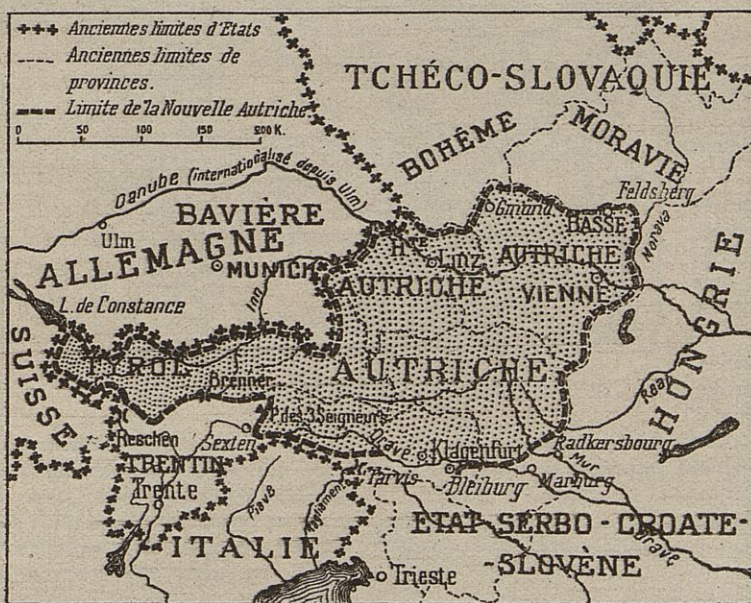 Anciennes limites d'Etats
Anciennes limites de
provinces.
Limite de la Nouvelle Autriche
0 50 100 150 200 K.
TCHÉCO-SLOVAQUIE
BOHÊME
MORAVIE
Danube (internationalisé depuis Ulm)
Feldsberg
Gmünd
BASSE
AUTRICHE
BAVIÈRE
Ulm
ALLEMAGNE
MUNICH
Hte
LINZ
AUTRICHE
VIENNE
L. de Constance
Inn
HONGRIE
SUISSE
TYROL
Brenner
AUTRICHE
Raab
P. des 3 Seigneurs
Reschen
Sexten
Drave
Klagenfurt
Radkersbourg
Mur
TRENTIN
Trente
Tarvis
Bleiburg
Marburg
Piave
Tagliamento
ITALIE
ETAT SERBO-CROATE-
-SLOVÈNE
Drave
Trieste